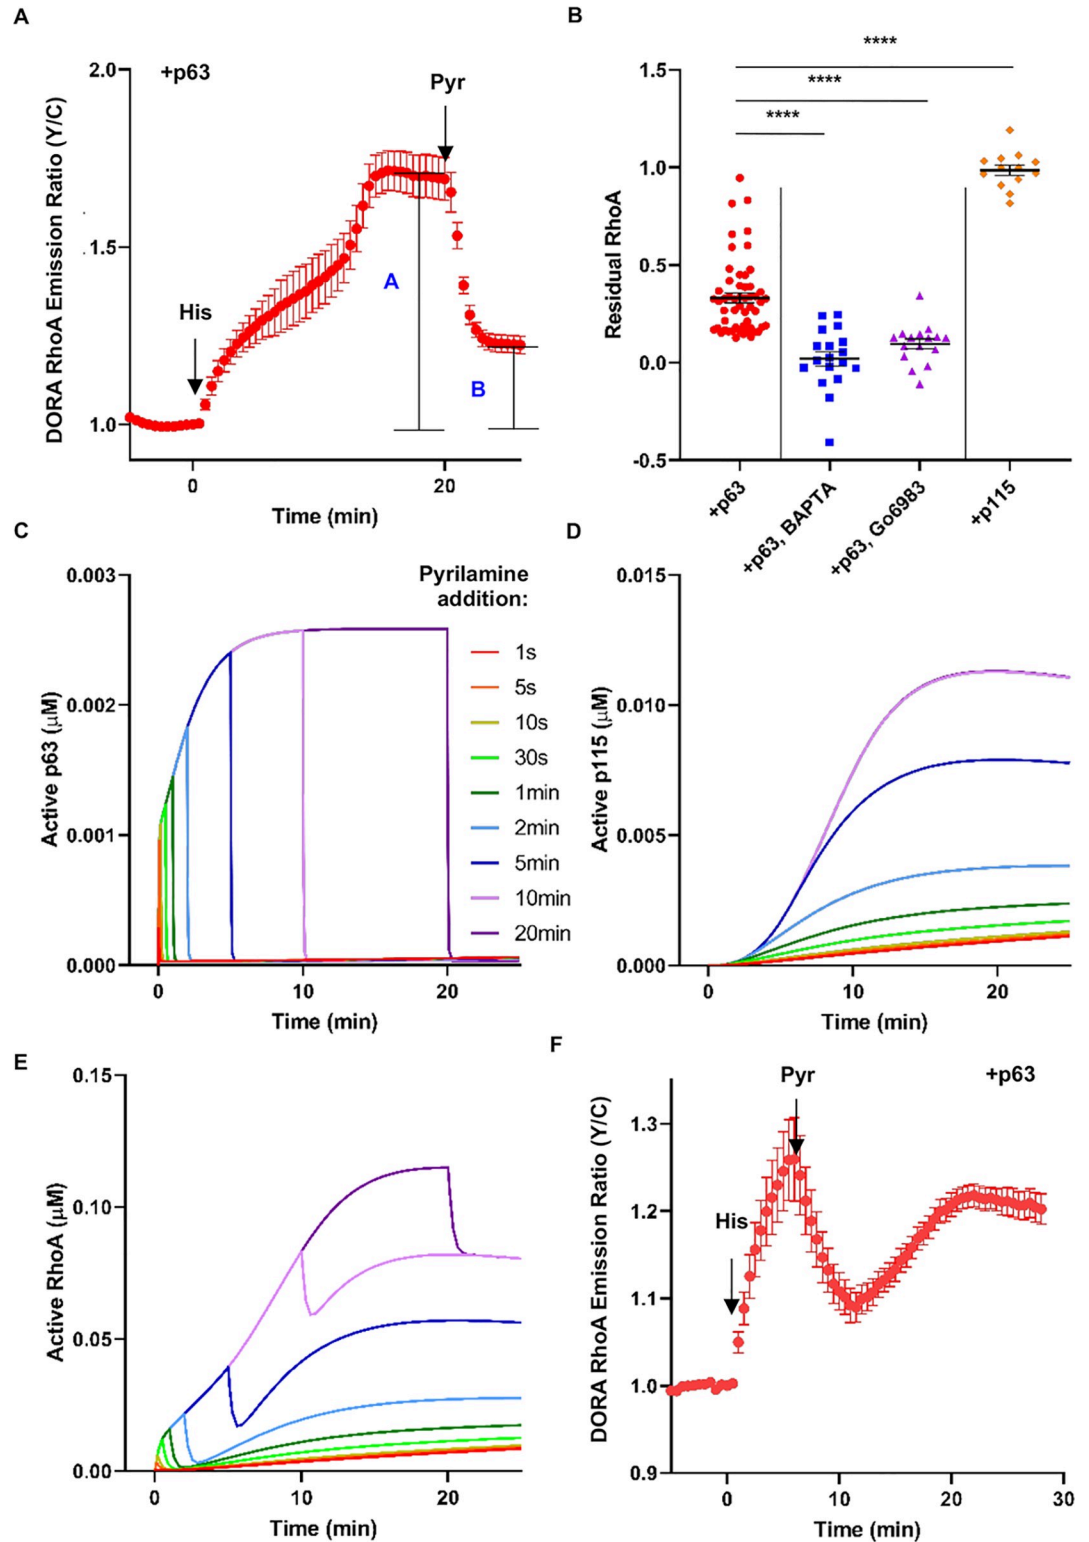 A
+p63
2.0
Pyr
DORA RhoA Emission Ratio (Y/C)
1.5
A
His
B
1.0
0
20
Time (min)
B
****
****
****
1.5
1.0
Residual RhoA
0.5
0.0
-0.5
+p63
+p63, BAPTA
+p63, Go6983
+p115
C
0.003
Pyrilamine
addition:
1s
5s
10s
30s
1min
2min
5min
10min
20min
Active p63 (μM)
0.002
0.001
0.000
0
10
20
Time (min)
D
0.015
Active p115 (μM)
0.010
0.005
0.000
0
10
20
Time (min)
E
0.15
Active RhoA (μM)
0.10
0.05
0.00
0
10
20
Time (min)
F
Pyr
+p63
DORA RhoA Emission Ratio (Y/C)
1.3
His
1.2
1.1
1.0
0.9
0
10
20
30
Time (min)